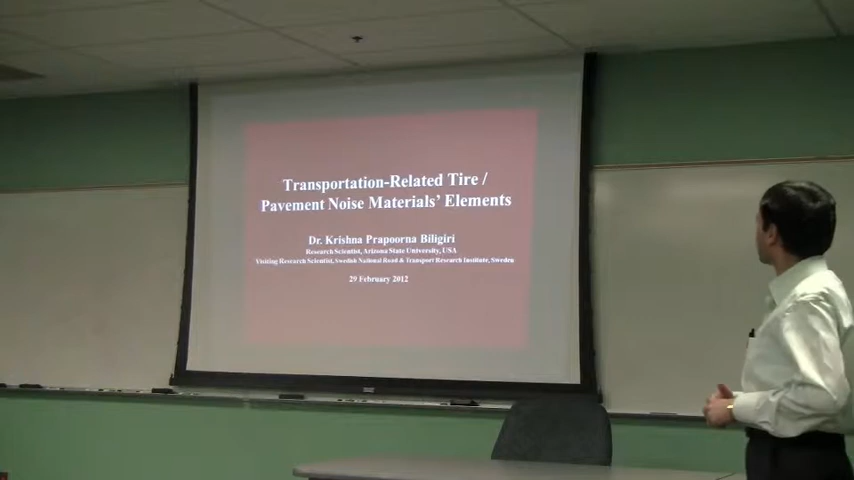 Transportation-Related Tire /
Pavement Noise Materials' Elements
Dr. Krishna Prapoorna Biligiri
Research Scientist, Arizona State University, USA
Visiting Research Scientist, Swedish National Road & Transport Research Institute, Sweden
29 February 2012